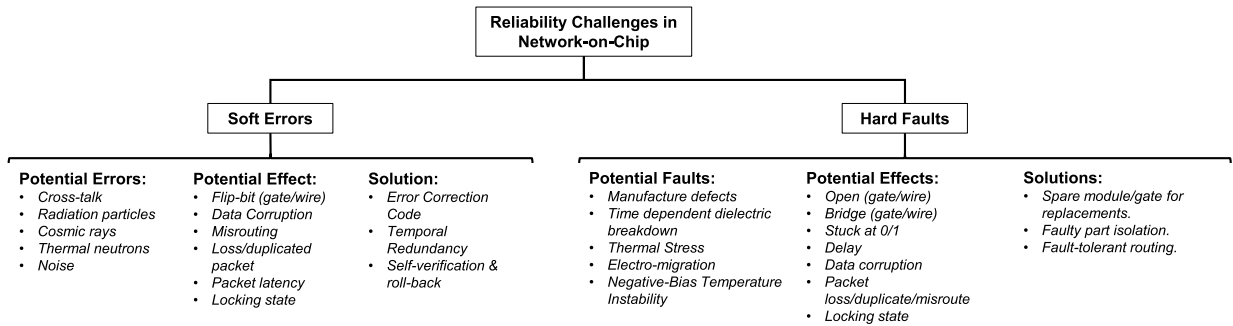 Reliability Challenges in
Network-on-Chip
Soft Errors
Hard Faults
Potential Errors:
• Cross-talk
• Radiation particles
• Cosmic rays
• Thermal neutrons
• Noise
Potential Effect:
• Flip-bit (gate/wire)
• Data Corruption
• Misrouting
• Loss/duplicated
packet
• Packet latency
• Locking state
Solution:
• Error Correction
Code
• Temporal
Redundancy
• Self-verification &
roll-back
Potential Faults:
• Manufacture defects
• Time dependent dielectric
breakdown
• Thermal Stress
• Electro-migration
• Negative-Bias Temperature
Instability
Potential Effects:
• Open (gate/wire)
• Bridge (gate/wire)
• Stuck at 0/1
• Delay
• Data corruption
• Packet
loss/duplicate/misroute
• Locking state
Solutions:
• Spare module/gate for
replacements.
• Faulty part isolation.
• Fault-tolerant routing.